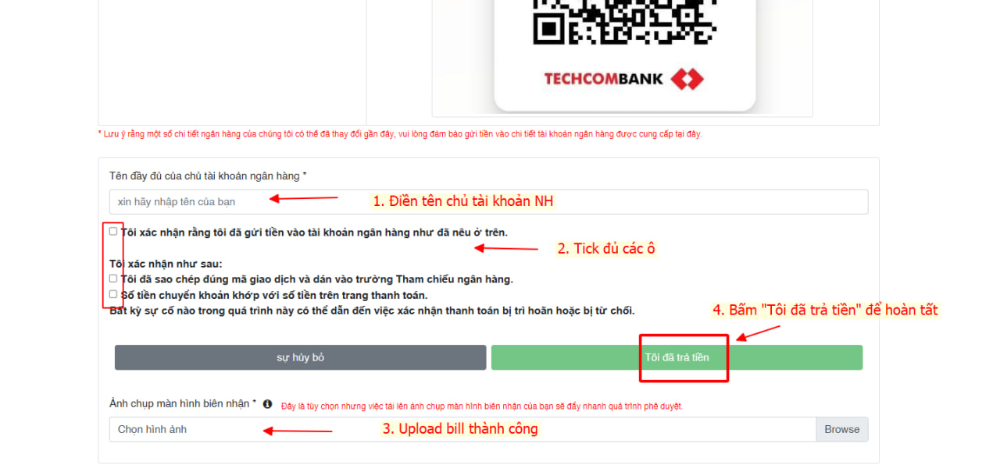 TECHCOMBANK
* Lưu ý rằng một số chi tiết ngân hàng của chúng tôi có thể đã thay đổi gần đây, vui lòng đảm bảo gửi tiền vào chi tiết tài khoản ngân hàng được cung cấp tại đây.
Tên đầy đủ của chủ tài khoản ngân hàng *
xin hãy nhập tên của bạn
1. Điền tên chủ tài khoản NH
Tôi xác nhận rằng tôi đã gửi tiền vào tài khoản ngân hàng như đã nêu ở trên.
2. Tick đủ các ô
Tôi xác nhận như sau:
Tôi đã sao chép đúng mã giao dịch và dán vào trường Tham chiếu ngân hàng.
Số tiền chuyển khoản khớp với số tiền trên trang thanh toán.
Bất kỳ sự cố nào trong quá trình này có thể dẫn đến việc xác nhận thanh toán bị trì hoãn hoặc bị từ chối.
4. Bấm "Tôi đã trả tiền" để hoàn tất
sự hủy bỏ
Tôi đã trả tiền
Ảnh chụp màn hình biên nhận *
Đây là tùy chọn nhưng việc tải lên ảnh chụp màn hình biên nhận của bạn sẽ đẩy nhanh quá trình phê duyệt.
Chọn hình ảnh
3. Upload bill thành công
Browse